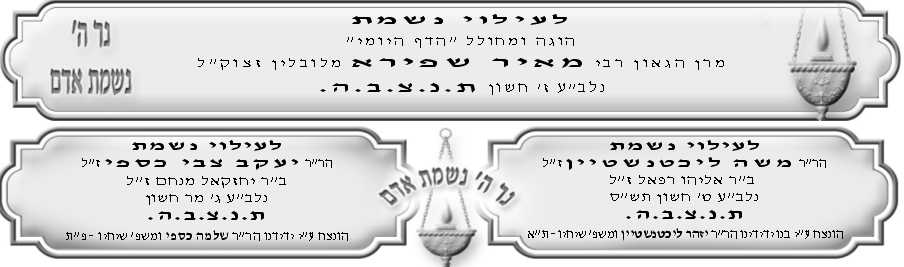 לעילוי נשמת
הוגה ומחולל "הדף היומי"
מרן הגאון רבי מאיר שפירא מלובלין זצוק"ל
נלב"ע ז' חשון ת.נ.צ.ב.ה.
נר ה'
נשמת אדם
לעילוי נשמת
הר"ר משה ליכטנשטיין ז"ל
ב"ר אליהו רפאל ז"ל
נלב"ע ט' חשון תש"ס
ת.נ.צ.ב.ה.
הונצח ע"י בנו ידידינו הר"ר יזהר ליכטנשטיין ומשפ' שיחיו - ת"א
נר ה' נשמת אדם
לעילוי נשמת
הר"ר יעקב צבי כספי ז"ל
ב"ר יחזקאל מנחם ז"ל
נלב"ע ג' מר חשון
ת.נ.צ.ב.ה.
הונצח ע"י ידידנו הר"ר שלמה כספי ומשפ' שיחיו - פ"ת